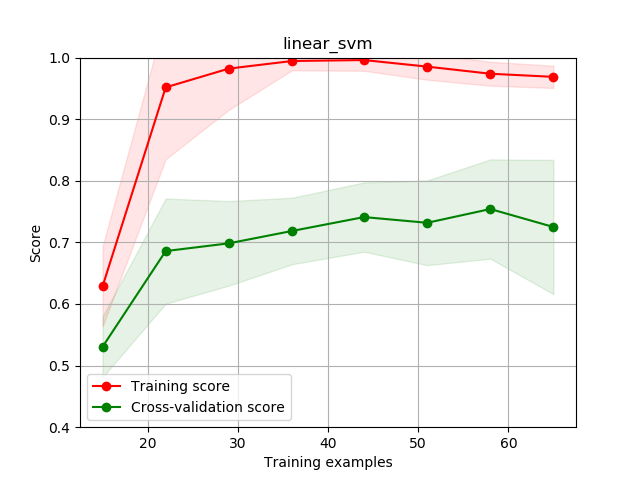 linear_svm
Score
1.0
0.9
0.8
0.7
0.6
0.5
0.4
Training score
Cross-validation score
20
30
40
50
60
Training examples